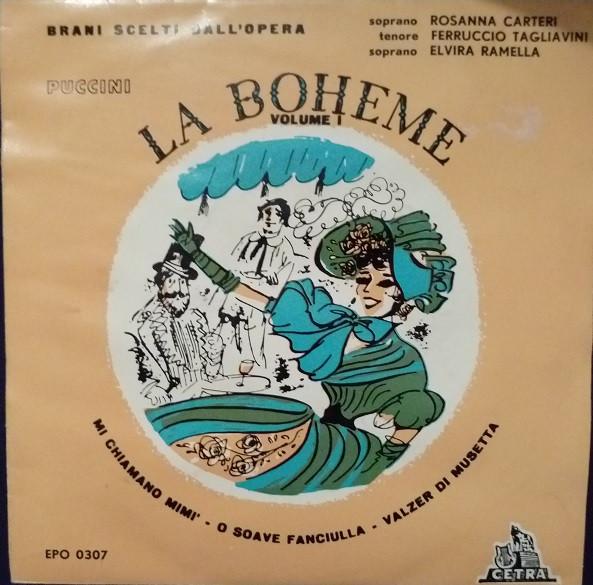 BRANI SCELTI DALL'OPERA
soprano ROSANNA CARTERI
tenore FERRUCCIO TAGLIAVINI
soprano ELVIRA RAMELLA
PUCCINI
LA BOHEME
VOLUME I
MI CHIAMANO MIMI' - O SOAVE FANCIULLA - VALZER DI MUSETTA
EPO 0307
CETRA